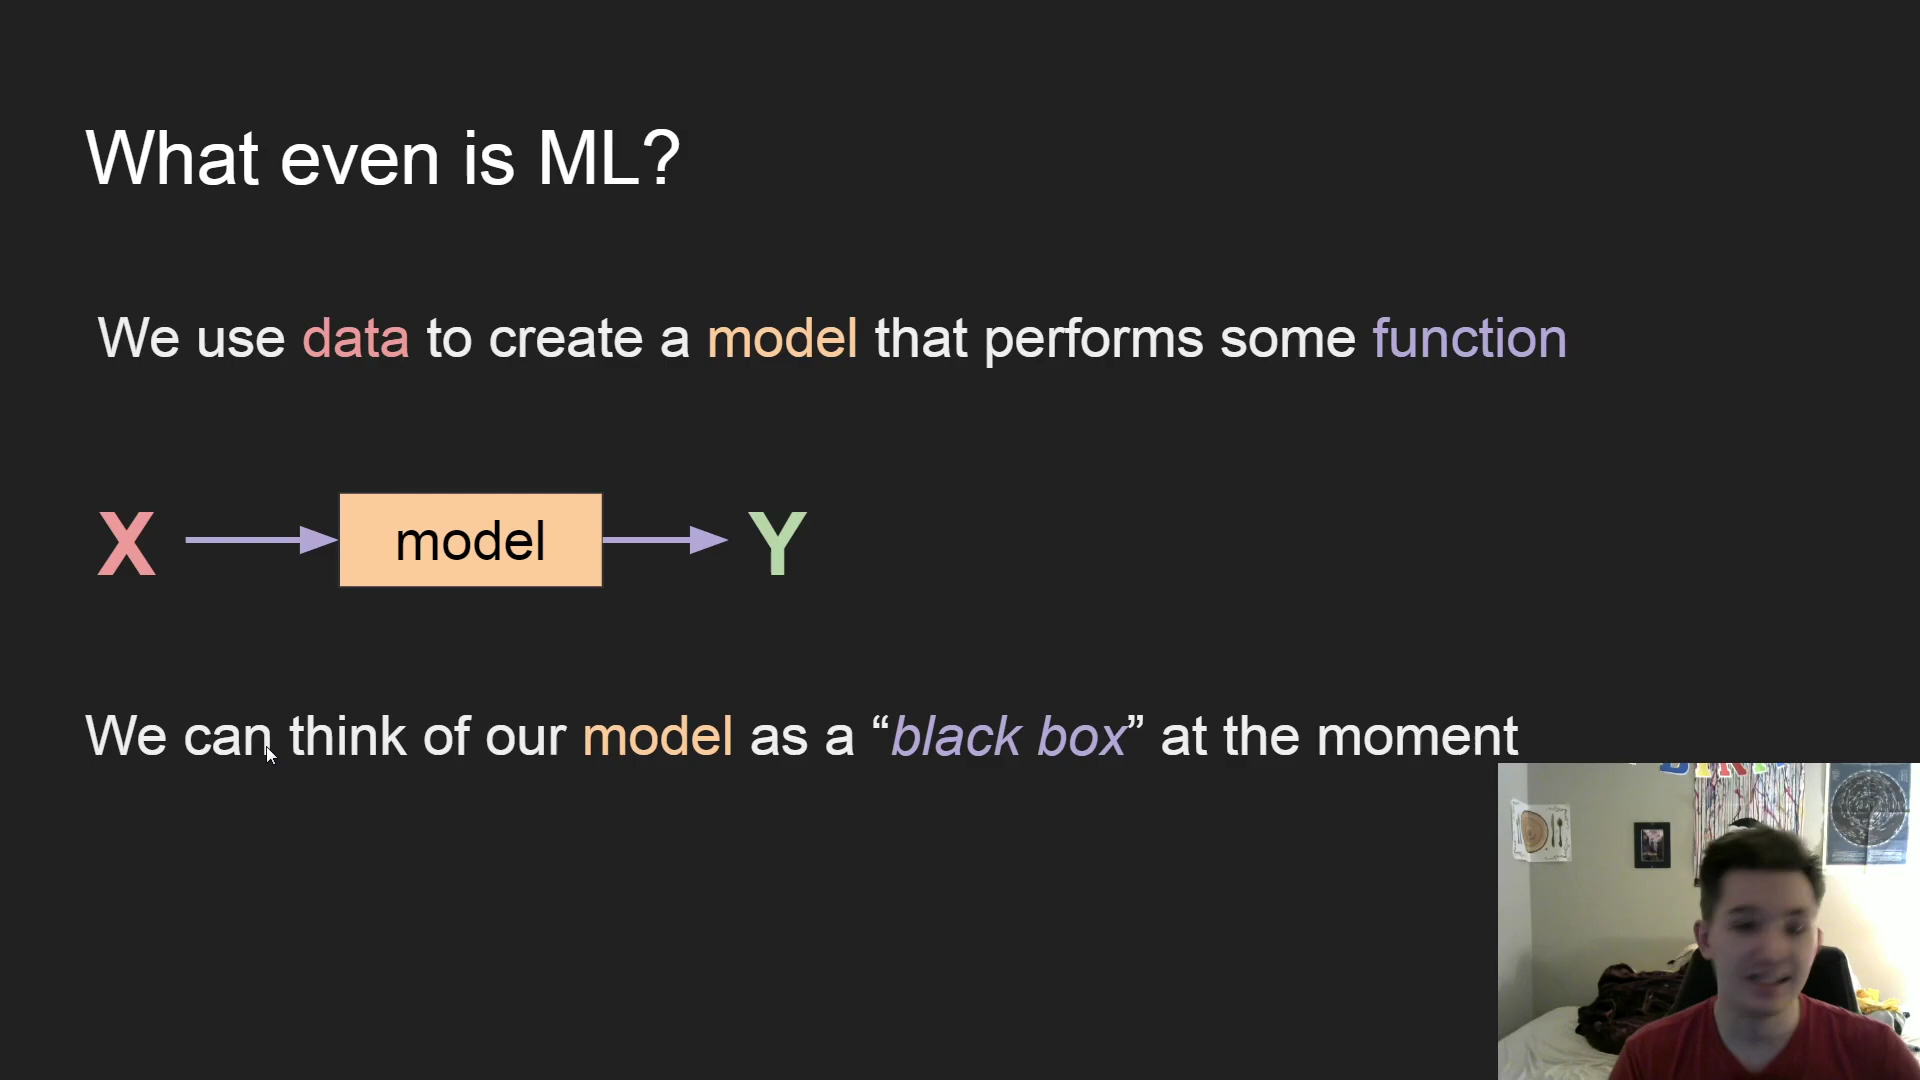 What even is ML?
We use data to create a model that performs some function
X model Y
We can think of our model as a “black box” at the moment